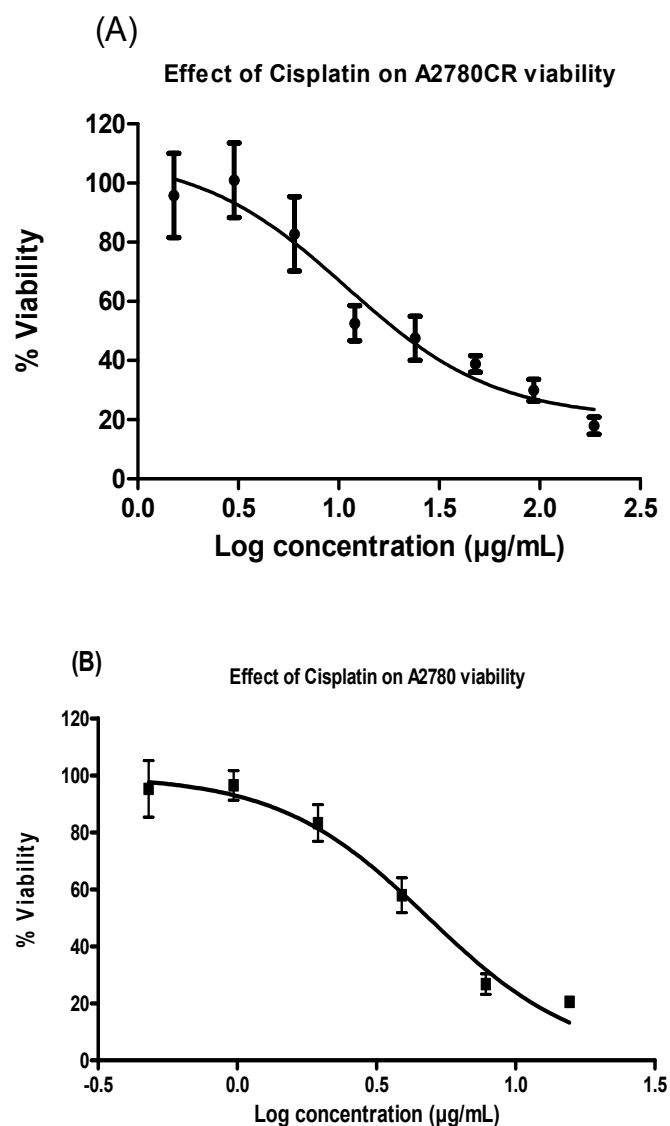 (A)
Effect of Cisplatin on A2780CR viability
120
100
80
60
40
20
0
% Viability
0.0 0.5 1.0 1.5 2.0 2.5
Log concentration (µg/mL)
(B)
Effect of Cisplatin on A2780 viability
120
100
80
60
40
20
0
% Viability
-0.5 0.0 0.5 1.0 1.5
Log concentration (µg/mL)